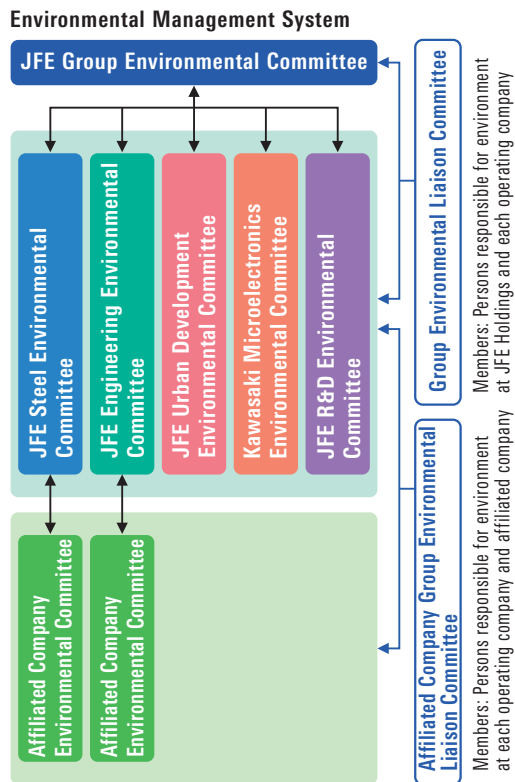 Environmental Management System
JFE Group Environmental Committee
JFE Steel Environmental
Committee
JFE Engineering Environmental
Committee
JFE Urban Development
Environmental Committee
Kawasaki Microelectronics
Environmental Committee
JFE R&D Environmental
Committee
Affiliated Company
Environmental Committee
Affiliated Company
Environmental Committee
Group Environmental Liaison Committee
Members: Persons responsible for environment
at JFE Holdings and each operating company
Affiliated Company Group Environmental
Liaison Committee
Members: Persons responsible for environment
at each operating company and affiliated company